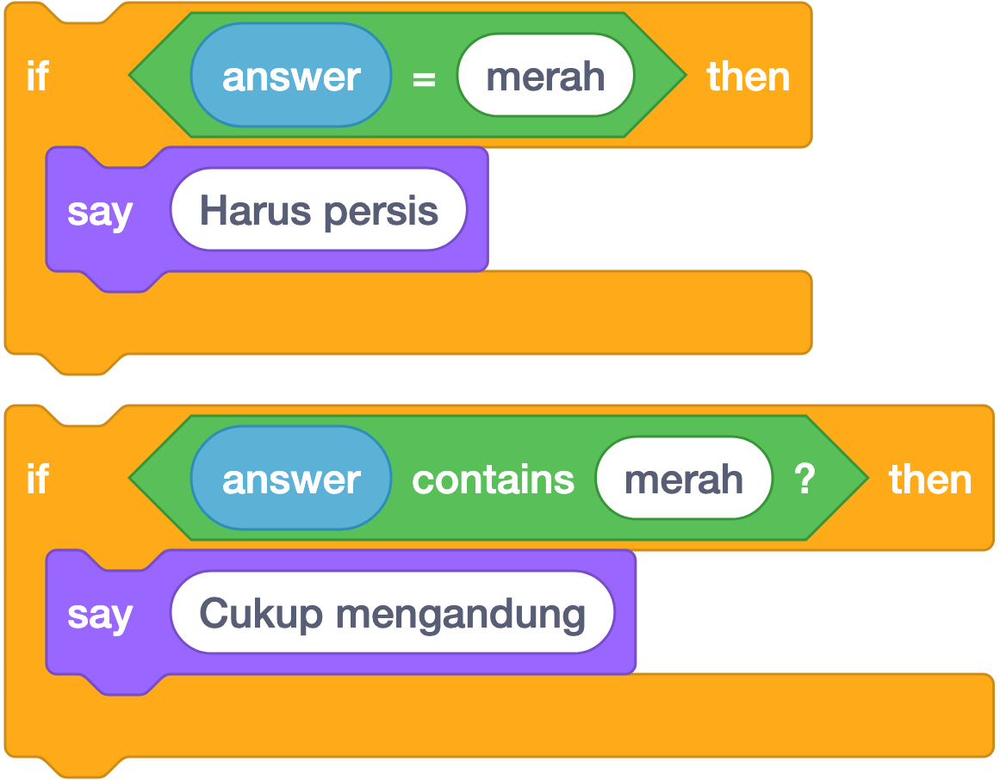 if answer = merah then
say Harus persis
if answer contains merah ? then
say Cukup mengandung